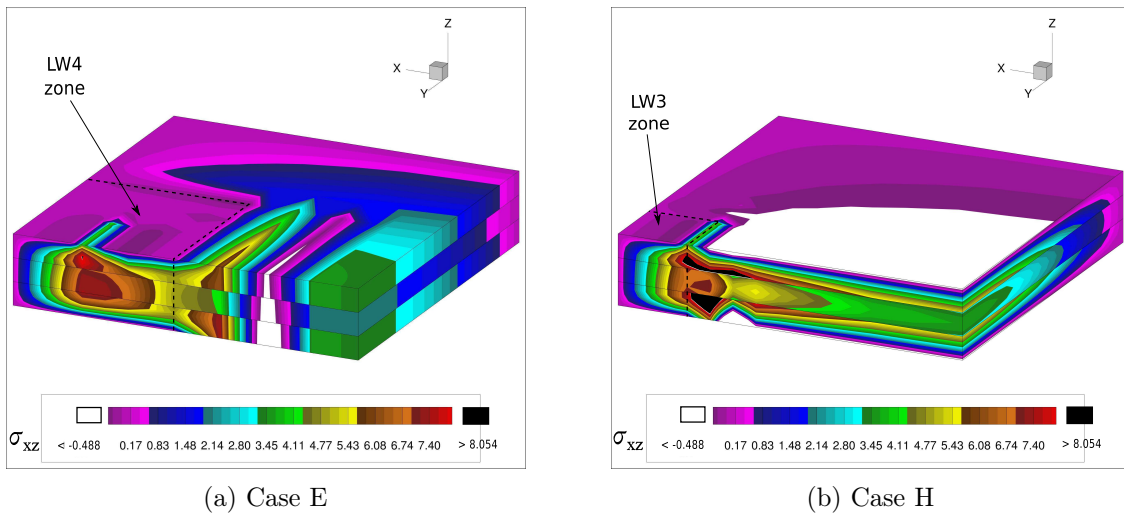 LW4
zone
Z
X
Y
σxz
< -0.488 0.17 0.83 1.48 2.14 2.80 3.45 4.11 4.77 5.43 6.08 6.74 7.40 > 8.054
(a) Case E
LW3
zone
Z
X
Y
σxz
< -0.488 0.17 0.83 1.48 2.14 2.80 3.45 4.11 4.77 5.43 6.08 6.74 7.40 > 8.054
(b) Case H